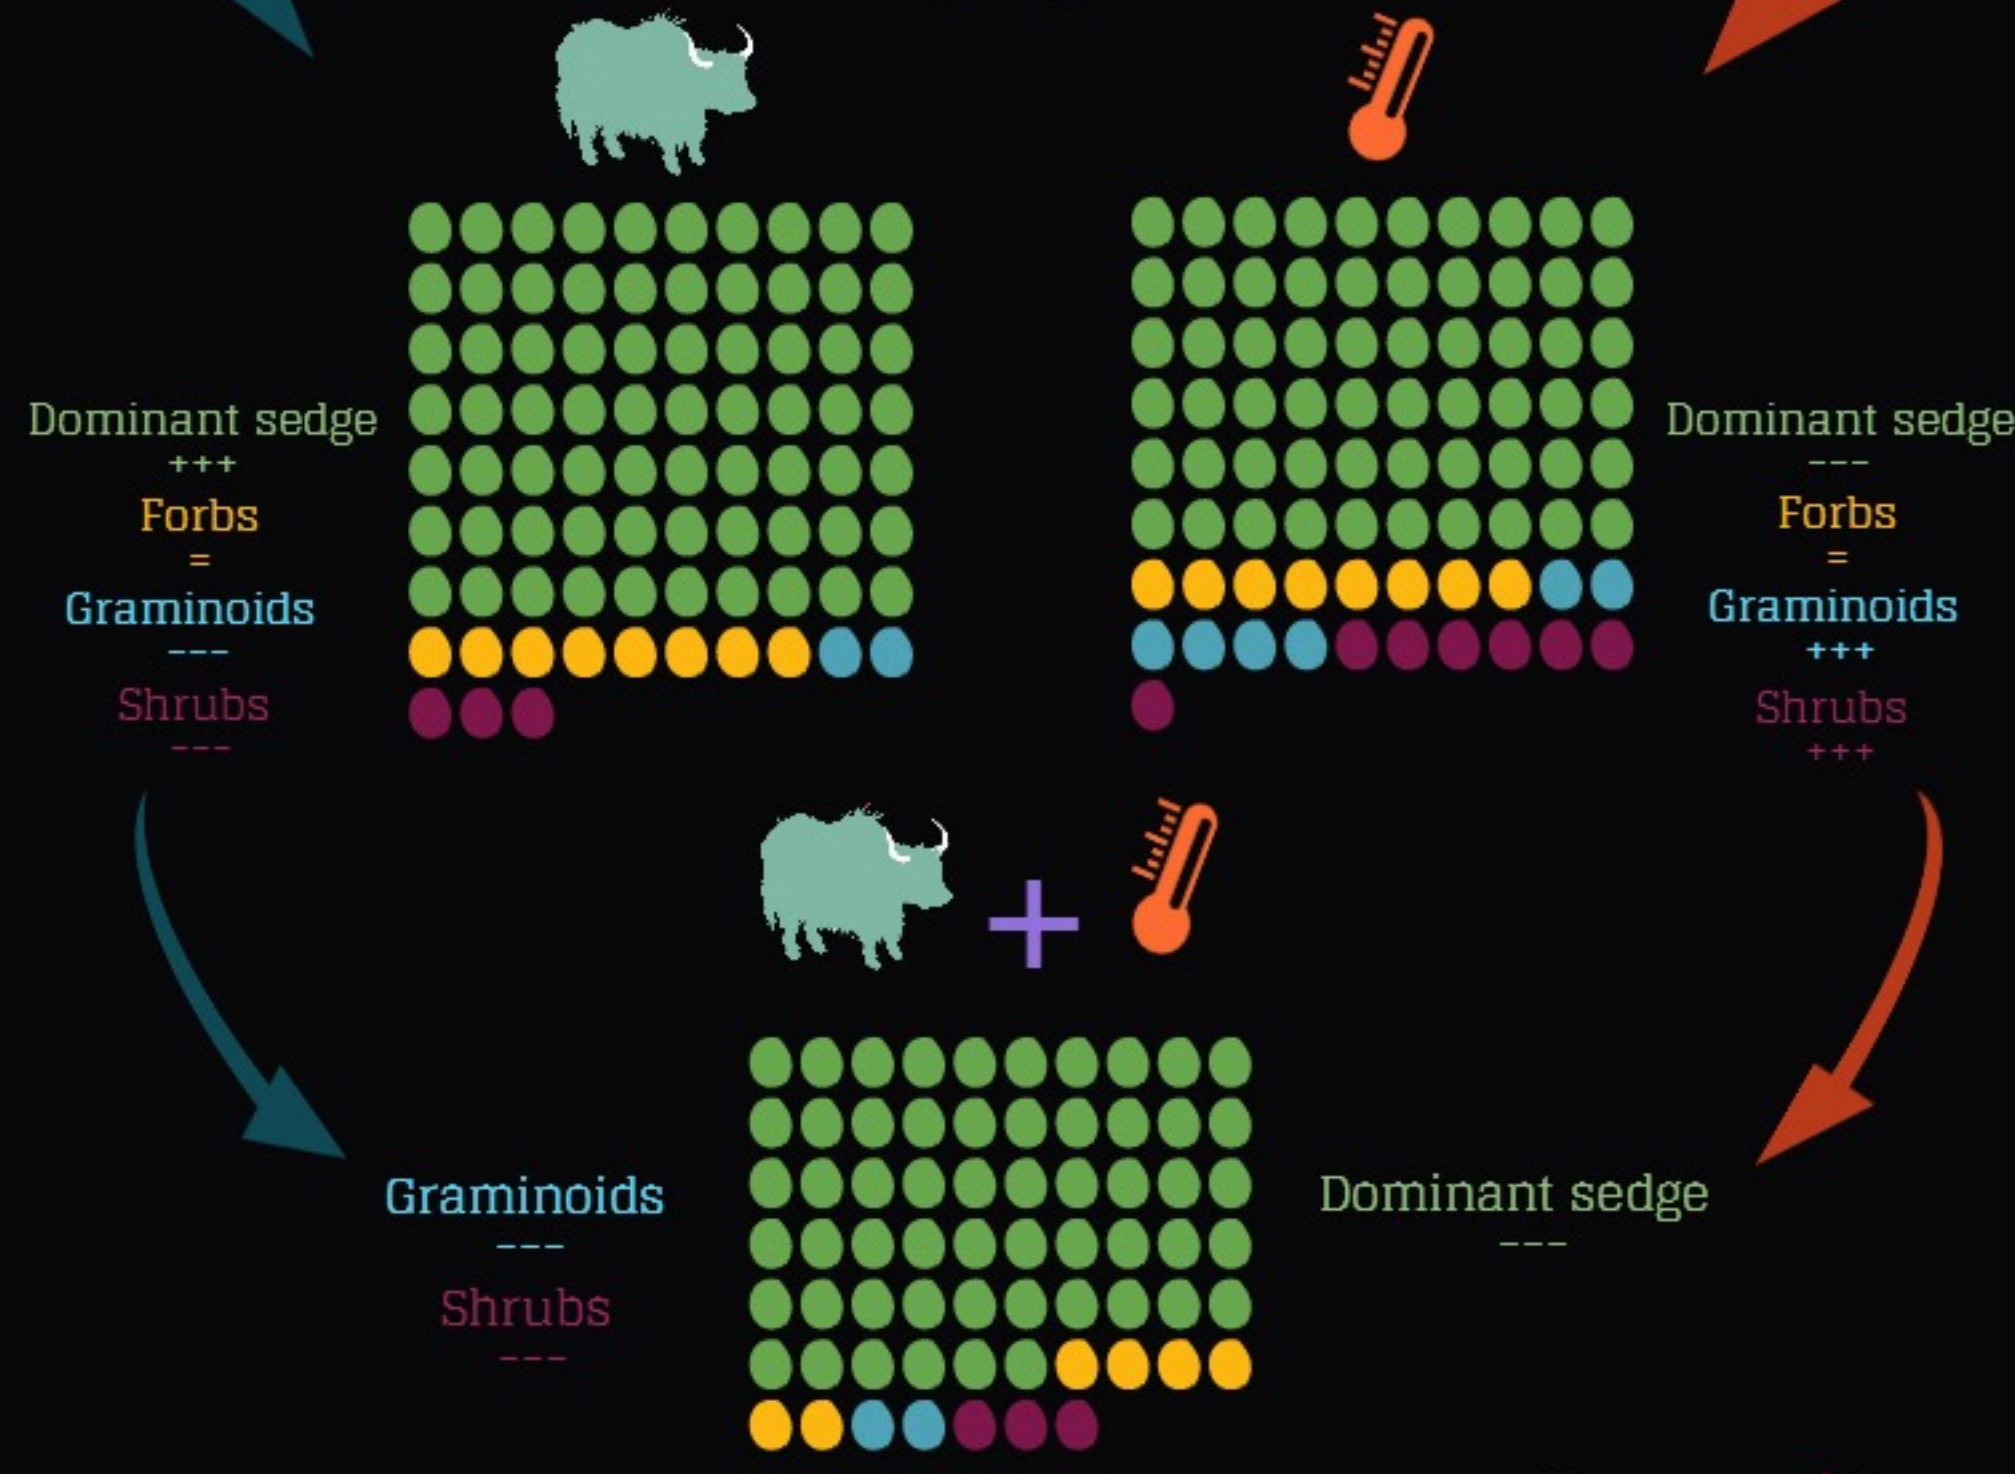 Dominant sedge
+++
Forbs
=
Graminoids
---
Shrubs
---
Dominant sedge
---
Forbs
=
Graminoids
+++
Shrubs
+++
+
Graminoids
---
Shrubs
---
Dominant sedge
---